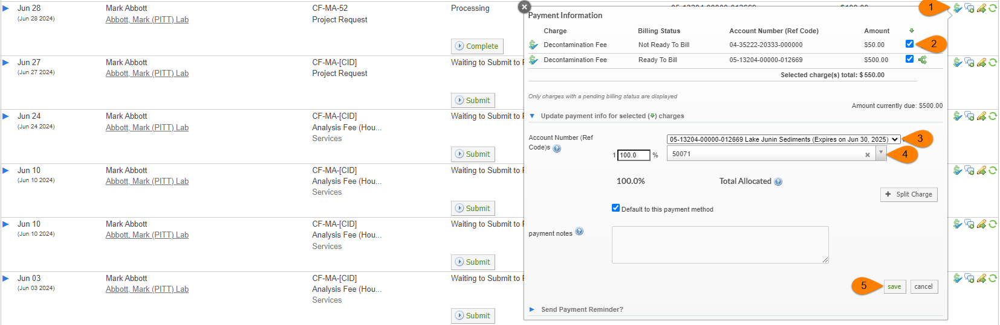 Jun 28 Mark Abbott CF-MA-52 Processing
(Jun 28 2024) Abbott, Mark (PITT) Lab Project Request
Complete
Jun 27 Mark Abbott CF-MA-[CID] Waiting to Submit to
(Jun 27 2024) Abbott, Mark (PITT) Lab Project Request
Submit
Jun 24 Mark Abbott CF-MA-[CID] Waiting to Submit to
(Jun 24 2024) Abbott, Mark (PITT) Lab Analysis Fee (Hou...
Services
Submit
Jun 10 Mark Abbott CF-MA-[CID] Waiting to Submit to
(Jun 10 2024) Abbott, Mark (PITT) Lab Analysis Fee (Hou...
Services
Submit
Jun 10 Mark Abbott CF-MA-[CID] Waiting to Submit to
(Jun 10 2024) Abbott, Mark (PITT) Lab Analysis Fee (Hou...
Services
Submit
Jun 03 Mark Abbott CF-MA-[CID] Waiting to Submit to
(Jun 03 2024) Abbott, Mark (PITT) Lab Analysis Fee (Hou...
Services
Submit
1
Payment Information
Charge Billing Status Account Number (Ref Code) Amount
Decontamination Fee Not Ready To Bill 04-35222-20333-000000 $50.00 2
Decontamination Fee Ready To Bill 05-13204-00000-012669 $500.00
Selected charge(s) total: $ 550.00
Only charges with a pending billing status are displayed
Amount currently due: $500.00
Update payment info for selected ( ) charges
Account Number (Ref Code)s
05-13204-00000-012669 Lake Junin Sediments (Expires on Jun 30, 2025) 3
1 100.0 % 50071 4
100.0% Total Allocated
+ Split Charge
Default to this payment method
payment notes
5 save cancel
Send Payment Reminder?